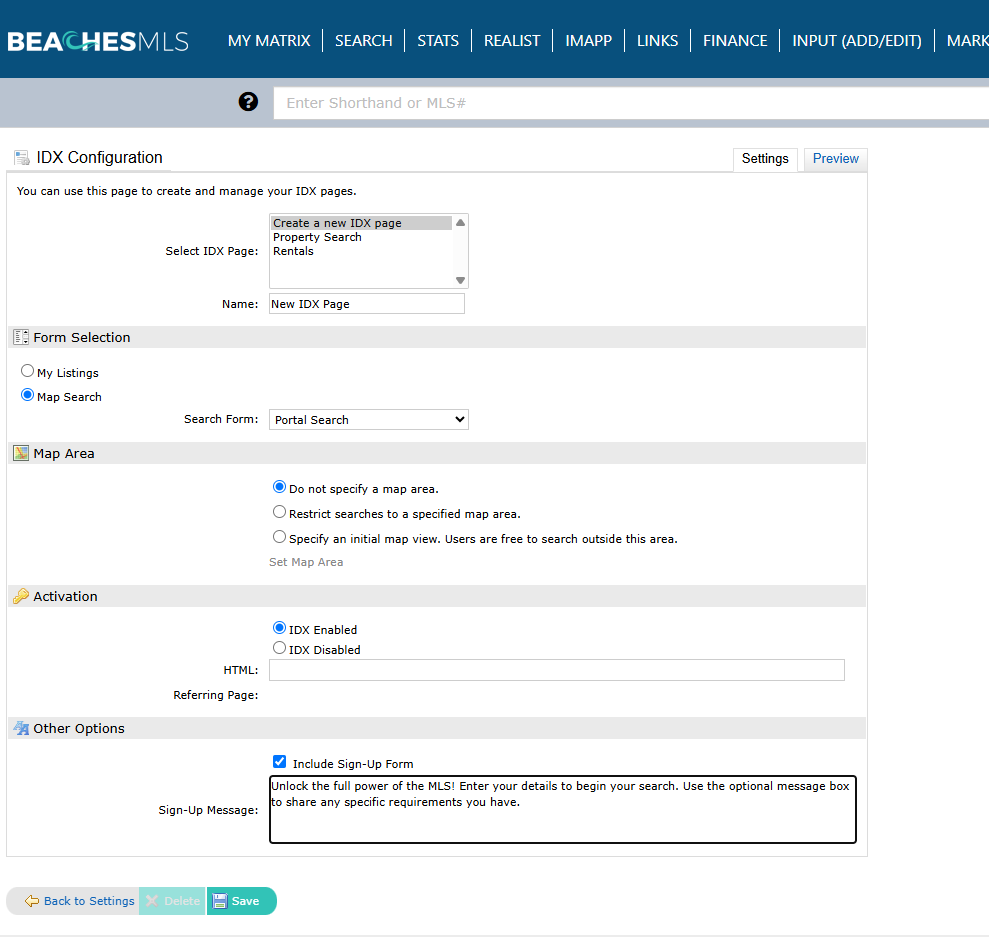 BEACHESMLS
MY MATRIX SEARCH STATS REALIST IMAPP LINKS FINANCE INPUT (ADD/EDIT) MARK
? Enter Shorthand or MLS#
IDX Configuration
Settings Preview
You can use this page to create and manage your IDX pages.
Select IDX Page:
Create a new IDX page
Property Search
Rentals
Name: New IDX Page
Form Selection
My Listings
Map Search
Search Form: Portal Search
Map Area
Do not specify a map area.
Restrict searches to a specified map area.
Specify an initial map view. Users are free to search outside this area.
Set Map Area
Activation
IDX Enabled
IDX Disabled
HTML:
Referring Page:
Other Options
Include Sign-Up Form
Sign-Up Message:
Unlock the full power of the MLS! Enter your details to begin your search. Use the optional message box
to share any specific requirements you have.
Back to Settings Delete Save